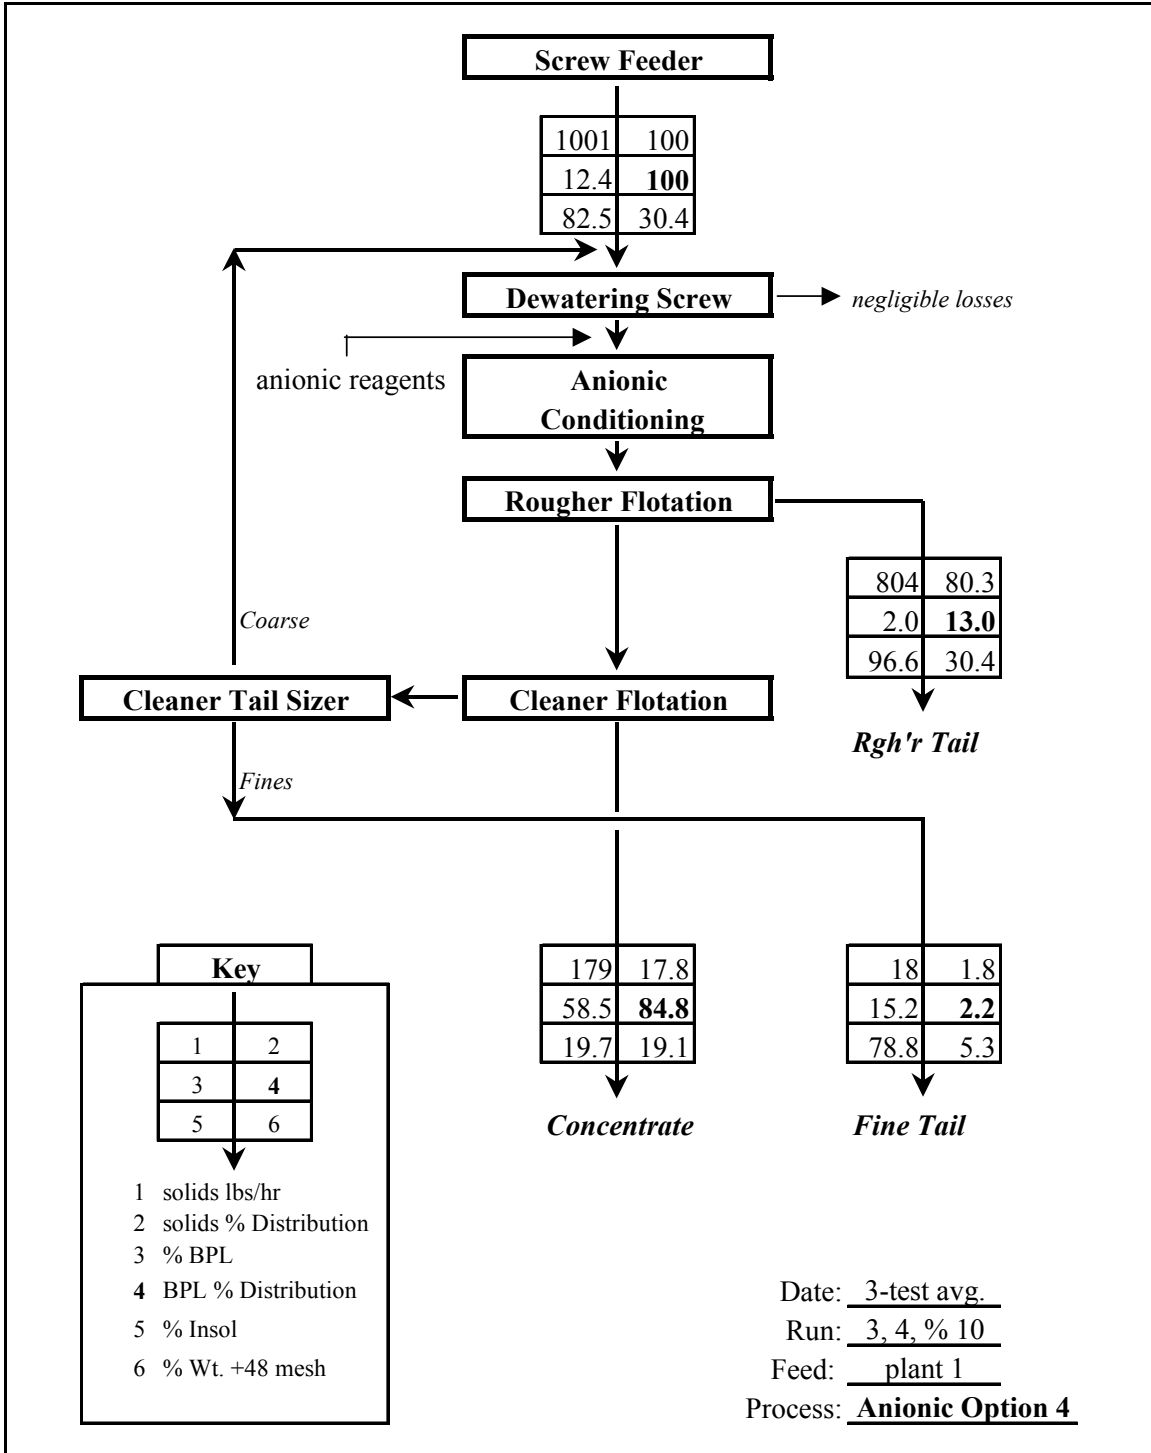 Screw Feeder
1001 100
12.4 100
82.5 30.4
Dewatering Screw
negligible losses
anionic reagents
Anionic
Conditioning
Rougher Flotation
804 80.3
2.0 13.0
96.6 30.4
Rgh'r Tail
Coarse
Cleaner Tail Sizer
Cleaner Flotation
Fines
179 17.8
58.5 84.8
19.7 19.1
Concentrate
18 1.8
15.2 2.2
78.8 5.3
Fine Tail
Key
1 2
3 4
5 6
1 solids lbs/hr
2 solids % Distribution
3 % BPL
4 BPL % Distribution
5 % Insol
6 % Wt. +48 mesh
Date: 3-test avg.
Run: 3, 4, % 10
Feed: plant 1
Process: Anionic Option 4